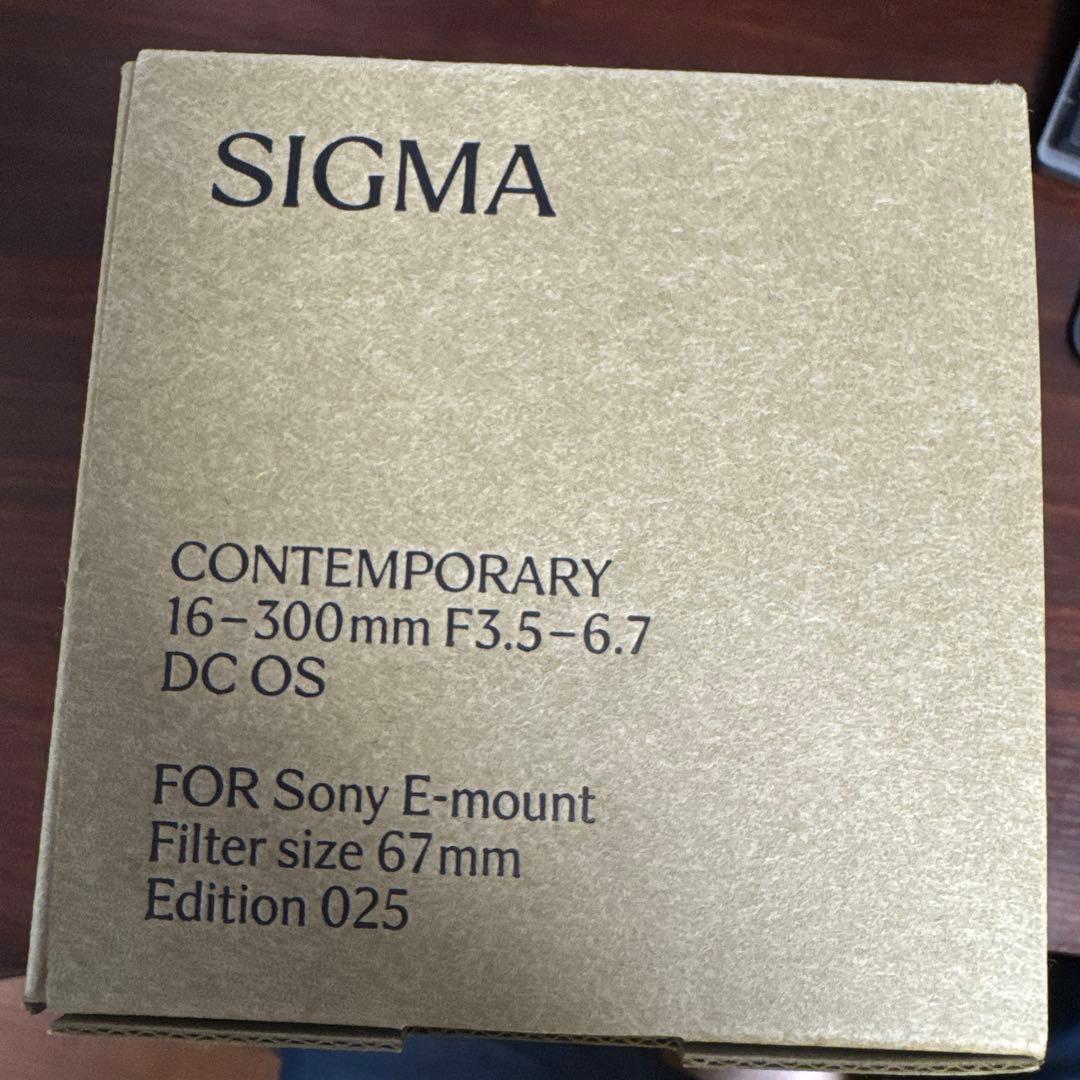 SIGMA
CONTEMPORARY
16–300mm F3.5–6.7
DC OS
FOR Sony E-mount
Filter size 67mm
Edition 025